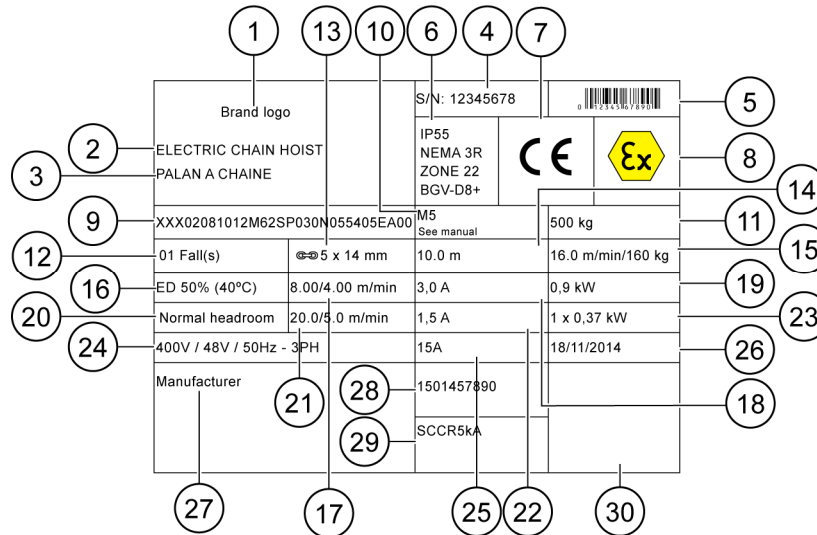 1
13
10
6
4
7
Brand logo
S/N: 12345678
0 12345 67890
5
2
ELECTRIC CHAIN HOIST
3
PALAN A CHAINE
IP55
NEMA 3R
ZONE 22
BGV-D8+
CE
Ex
8
14
9
XXX02081012M62SP030N055405EA00
M5
See manual
500 kg
11
12
01 Fall(s)
5 x 14 mm
10.0 m
16.0 m/min/160 kg
15
16
ED 50% (40ºC)
8.00/4.00 m/min
3,0 A
0,9 kW
19
20
Normal headroom
20.0/5.0 m/min
1,5 A
1 x 0,37 kW
23
24
400V / 48V / 50Hz - 3PH
15A
18/11/2014
26
Manufacturer
21
28
1501457890
18
29
SCCR5kA
27
17
25
22
30